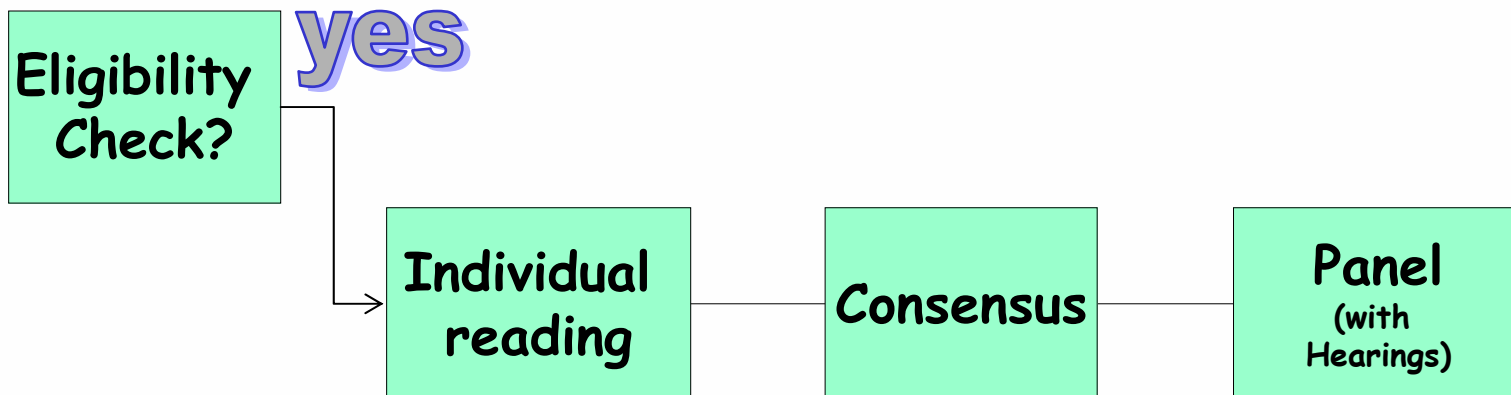 yes
Eligibility
Check?
Individual
reading
Consensus
Panel
(with
Hearings)